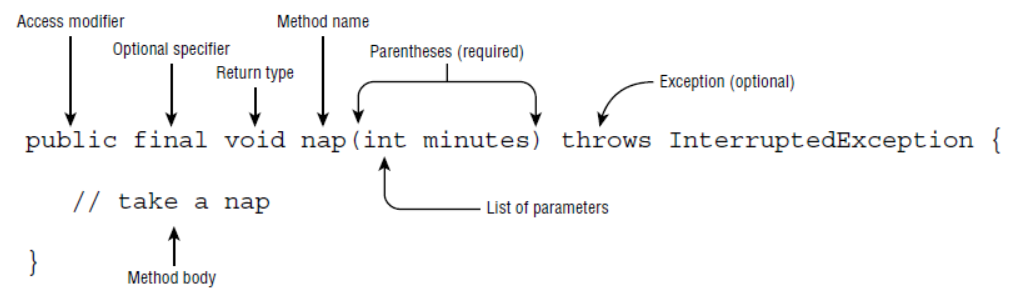 Access modifier
Method name
Optional specifier
Parentheses (required)
Return type
Exception (optional)
public final void nap(int minutes) throws InterruptedException {
// take a nap
List of parameters
}
Method body